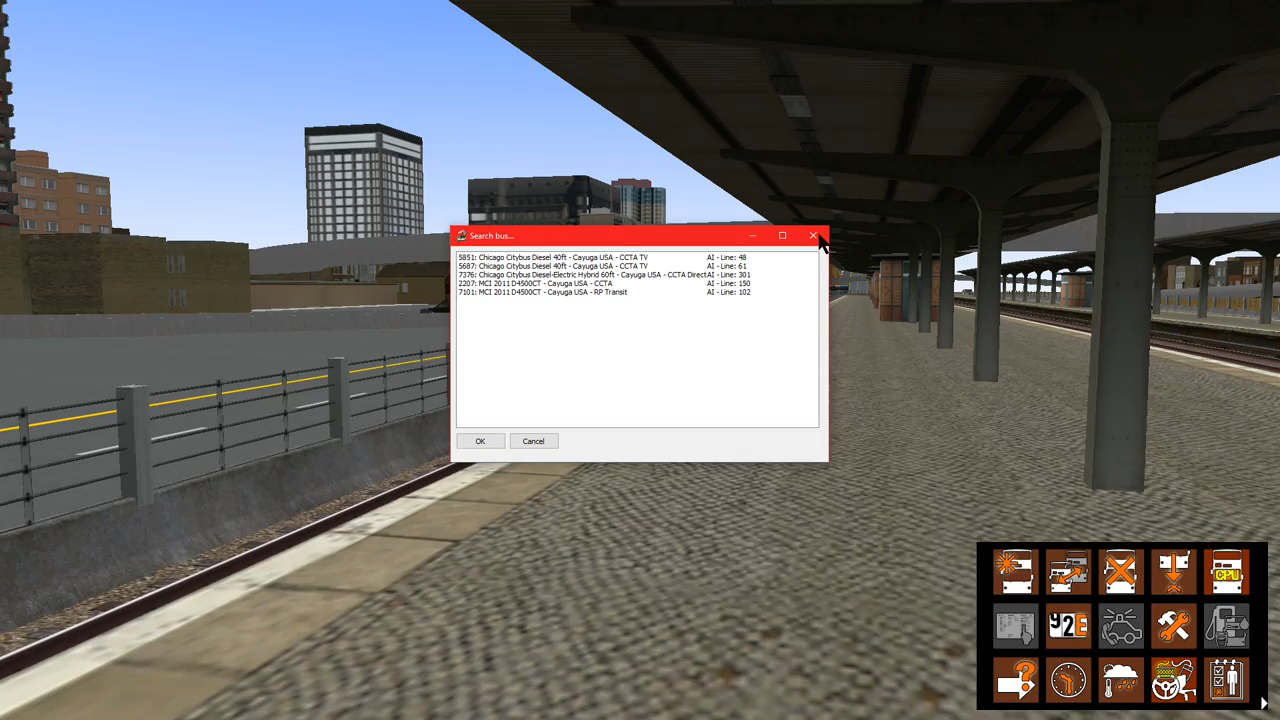 Search bus...
5851: Chicago Citybus Diesel 40ft - Cayuga USA - CCTA TV AI - Line: 48
5687: Chicago Citybus Diesel 40ft - Cayuga USA - CCTA TV AI - Line: 61
7376: Chicago Citybus Diesel-Electric Hybrid 60ft - Cayuga USA - CCTA Direct AI - Line: 301
2207: MCI 2011 D4500CT - Cayuga USA - CCTA AI - Line: 150
7101: MCI 2011 D4500CT - Cayuga USA - RP Transit AI - Line: 102
OK Cancel
CPU
92E
?